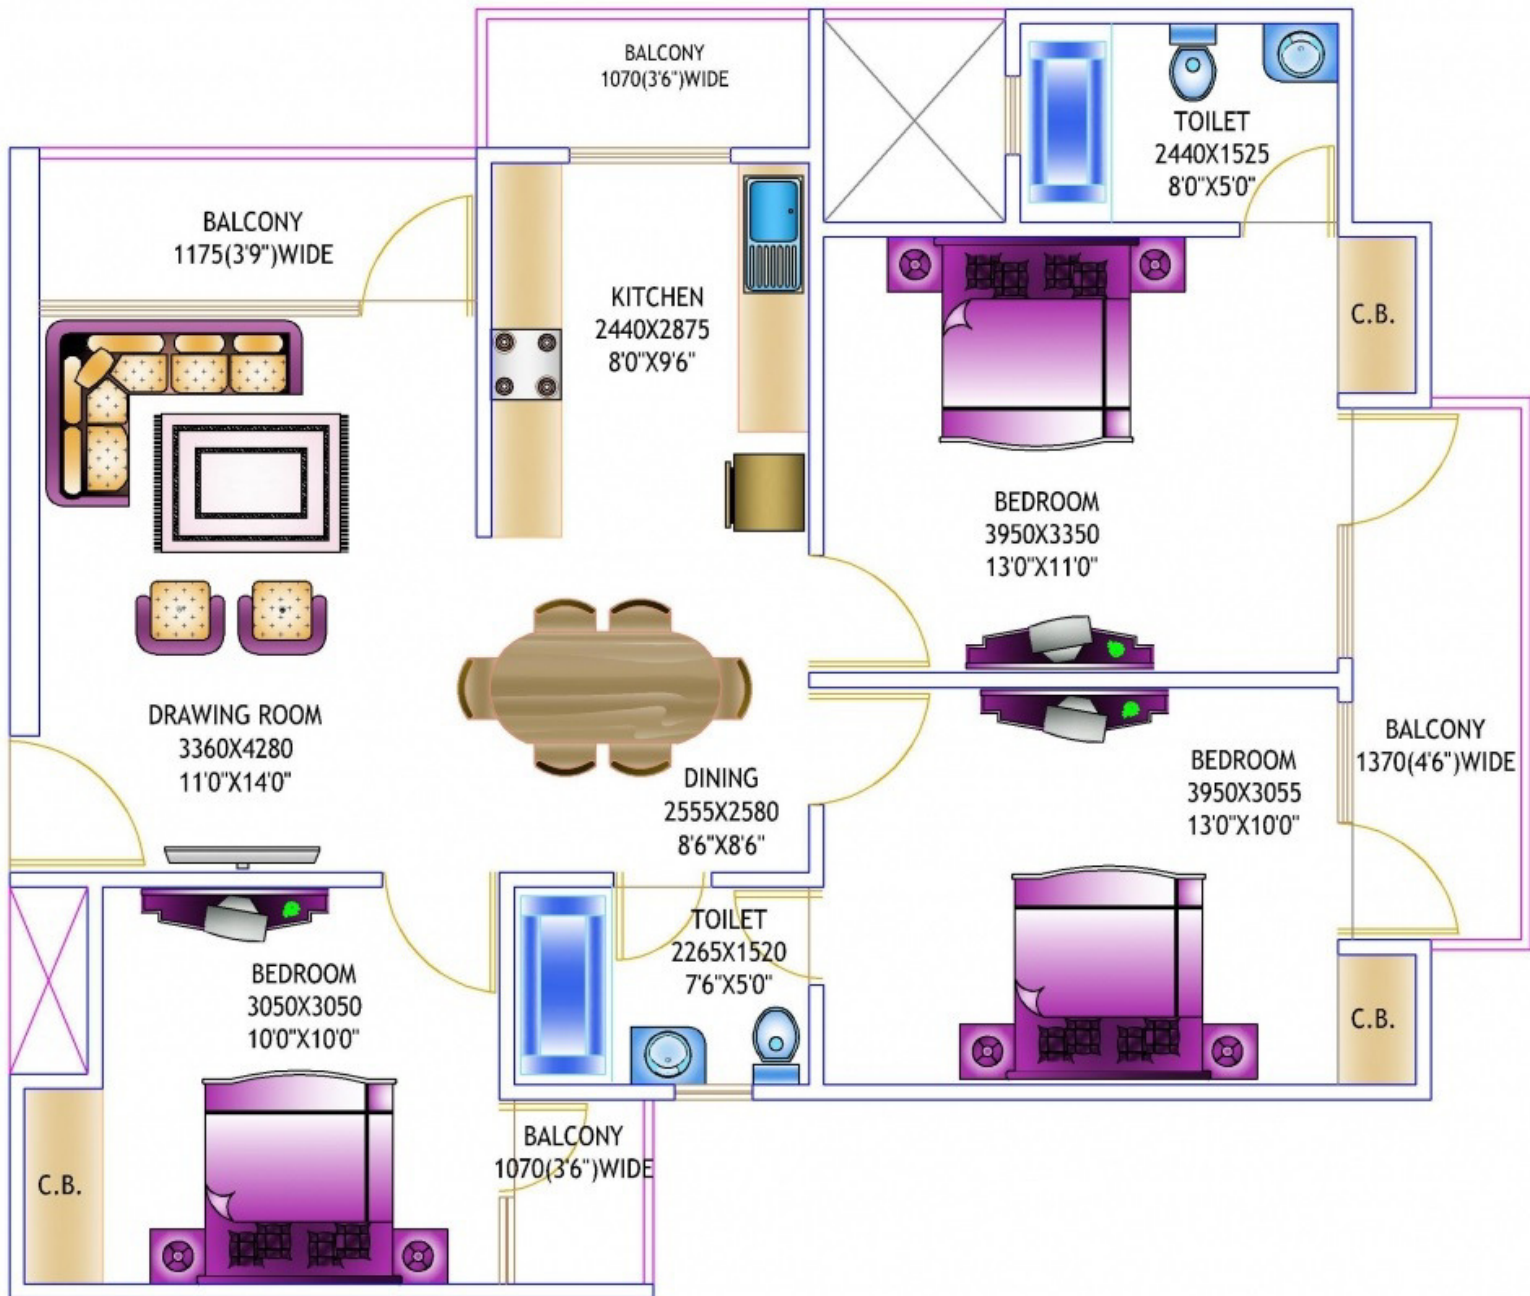 BALCONY
1070(3'6")WIDE
TOILET
2440X1525
8'0"X5'0"
BALCONY
1175(3'9")WIDE
KITCHEN
2440X2875
8'0"X9'6"
C.B.
BEDROOM
3950X3350
13'0"X11'0"
DRAWING ROOM
3360X4280
11'0"X14'0"
DINING
2555X2580
8'6"X8'6"
BEDROOM
3950X3055
13'0"X10'0"
BALCONY
1370(4'6")WIDE
TOILET
2265X1520
7'6"X5'0"
BEDROOM
3050X3050
10'0"X10'0"
C.B.
BALCONY
1070(3'6")WIDE
C.B.